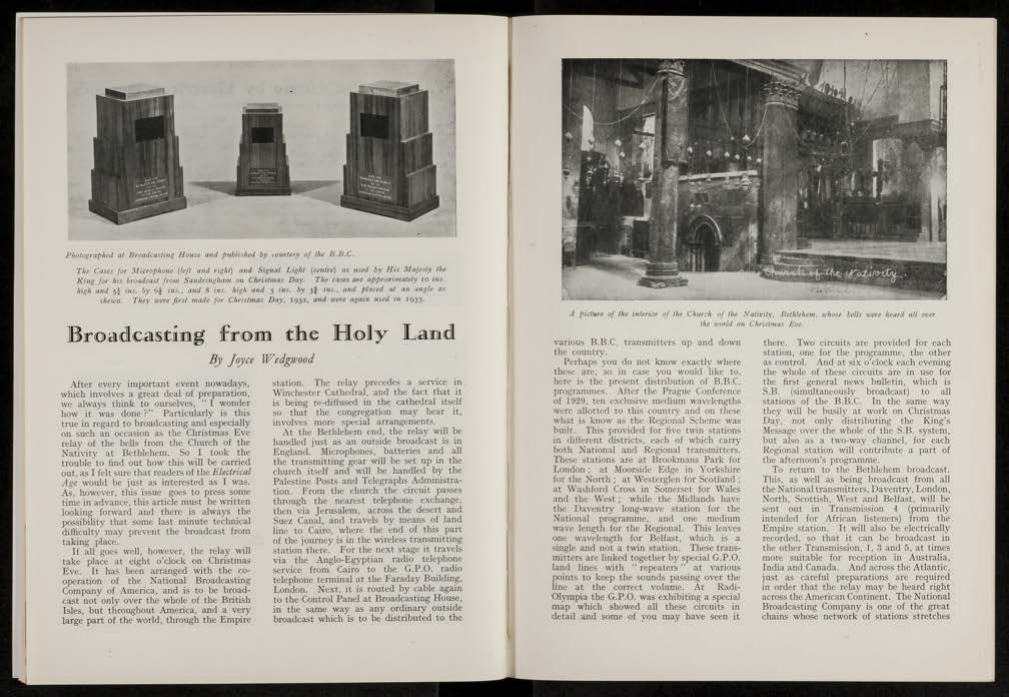 Photographed at Broadcasting House and published by courtesy of the B.B.C.
The Cases for Microphone (left and right) and Signal Light (centre) as used by His Majesty the
King for his broadcast from Sandringham on Christmas Day. The cases are approximately 10 ins.
high and 5¾ ins. by 6¼ ins., and 8 ins. high and 3 ins. by 3¾ ins., and placed at an angle as
shewn. They were first made for Christmas Day, 1932, and were again used in 1933.
Broadcasting from the Holy Land
By Joyce Wedgwood
After every important event nowadays,
which involves a great deal of preparation,
we always think to ourselves, "I wonder
how it was done?" Particularly is this
true in regard to broadcasting and especially
on such an occasion as the Christmas Eve
relay of the bells from the Church of the
Nativity at Bethlehem. So I took the
trouble to find out how this will be carried
out, as I felt sure that readers of the Electrical
Age would be just as interested as I was.
As, however, this issue goes to press some
time in advance, this article must be written
looking forward and there is always the
possibility that some last minute technical
difficulty may prevent the broadcast from
taking place.
If all goes well, however, the relay will
take place at eight o'clock on Christmas
Eve. It has been arranged with the co-
operation of the National Broadcasting
Company of America, and is to be broad-
cast not only over the whole of the British
Isles, but throughout America, and a very
large part of the world, through the Empire
station. The relay precedes a service in
Winchester Cathedral, and the fact that it
is being re-diffused in the cathedral itself
so that the congregation may hear it,
involves more special arrangements.
At the Bethlehem end, the relay will be
handled just as an outside broadcast is in
England. Microphones, batteries and all
the transmitting gear will be set up in the
church itself and will be handled by the
Palestine Posts and Telegraphs Administra-
tion. From the church the circuit passes
through the nearest telephone exchange,
then via Jerusalem, across the desert and
Suez Canal, and travels by means of land
line to Cairo, where the end of this part
of the journey is in the wireless transmitting
station there. For the next stage it travels
via the Anglo-Egyptian radio telephone
service from Cairo to the G.P.O. radio
telephone terminal at the Faraday Building,
London. Next, it is routed by cable again
to the Control Panel at Broadcasting House,
in the same way as any ordinary outside
broadcast which is to be distributed to the
Church of the Nativity.
A picture of the interior of the Church of the Nativity, Bethlehem, whose bells were heard all over
the world on Christmas Eve.
various B.B.C. transmitters up and down
the country.
Perhaps you do not know exactly where
these are, so in case you would like to,
here is the present distribution of B.B.C.
programmes. After the Prague Conference
of 1929, ten exclusive medium wavelengths
were allotted to this country and on these
what is know as the Regional Scheme was
built. This provided for five twin stations
in different districts, each of which carry
both National and Regional transmitters.
These stations are at Brookmans Park for
London; at Moorside Edge in Yorkshire
for the North; at Westerglen for Scotland;
at Washford Cross in Somerset for Wales
and the West; while the Midlands have
the Daventry long-wave station for the
National programme, and one medium
wave length for the Regional. This leaves
one wavelength for Belfast, which is a
single and not a twin station. These trans-
mitters are linked together by special G.P.O.
land lines with "repeaters" at various
points to keep the sounds passing over the
line at the correct volume. At Radi-
Olympia the G.P.O. was exhibiting a special
map which showed all these circuits in
detail and some of you may have seen it
there. Two circuits are provided for each
station, one for the programme, the other
as control. And at six o'clock each evening
the whole of these circuits are in use for
the first general news bulletin, which is
S.B. (simultaneously broadcast) to all
stations of the B.B.C. In the same way
they will be busily at work on Christmas
Day, not only distributing the King's
Message over the whole of the S.B. system,
but also as a two-way channel, for each
Regional station will contribute a part of
the afternoon's programme.
To return to the Bethlehem broadcast.
This, as well as being broadcast from all
the National transmitters, Daventry, London,
North, Scottish, West and Belfast, will be
sent out in Transmission 4 (primarily
intended for African listeners) from the
Empire station. It will also be electrically
recorded, so that it can be broadcast in
the other Transmission, 1, 3 and 5, at times
more suitable for reception in Australia,
India and Canada. And across the Atlantic,
just as careful preparations are required
in order that the relay may be heard right
across the American Continent. The National
Broadcasting Company is one of the great
chains whose network of stations stretches